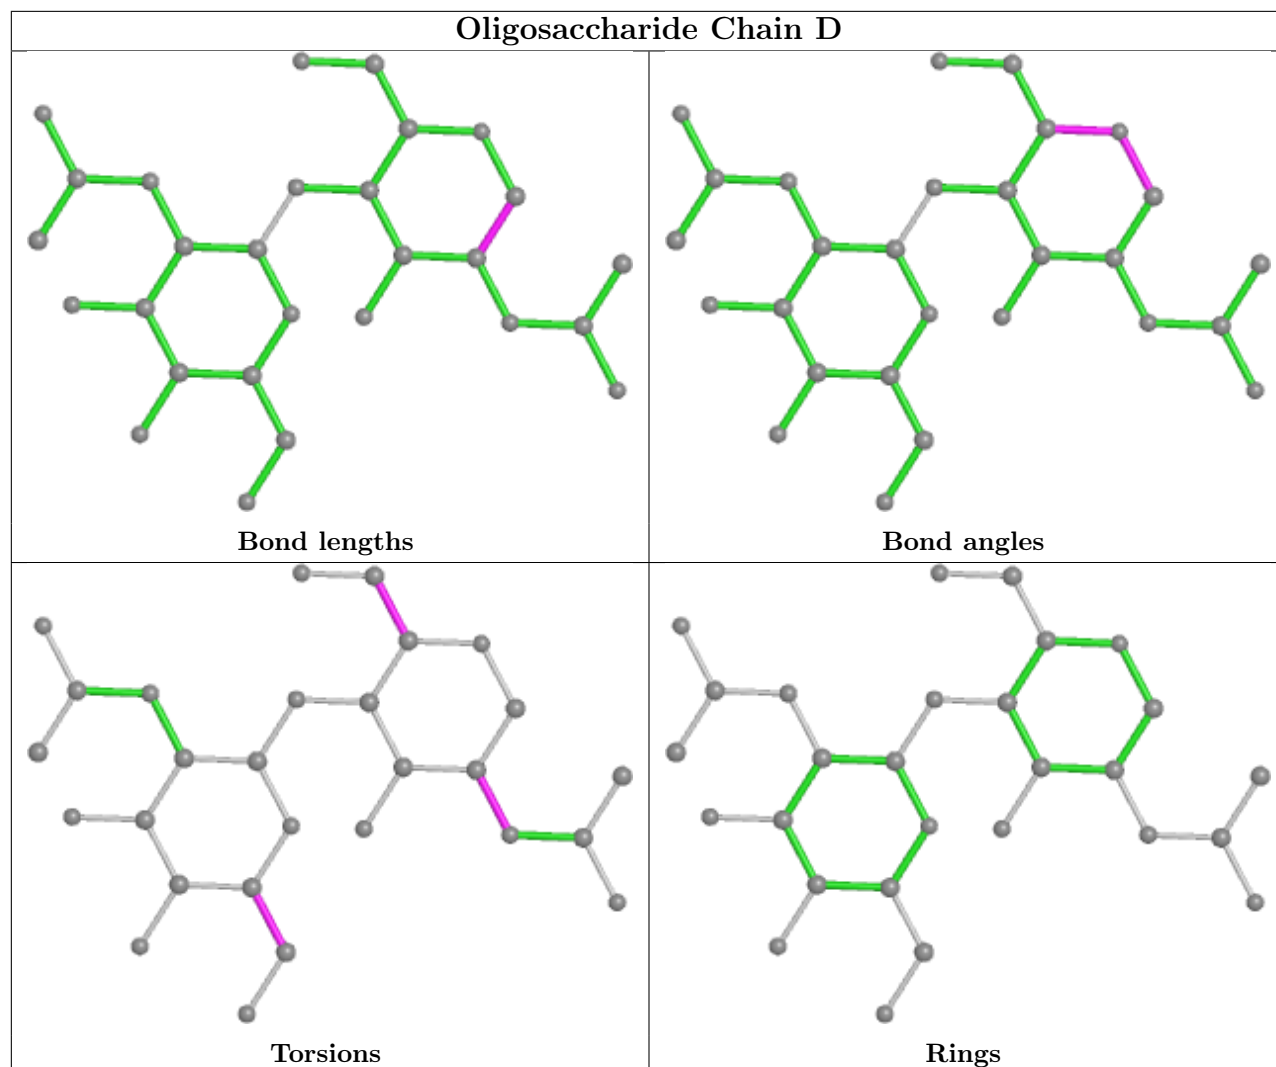 Oligosaccharide Chain D
Bond lengths
Bond angles
Torsions
Rings